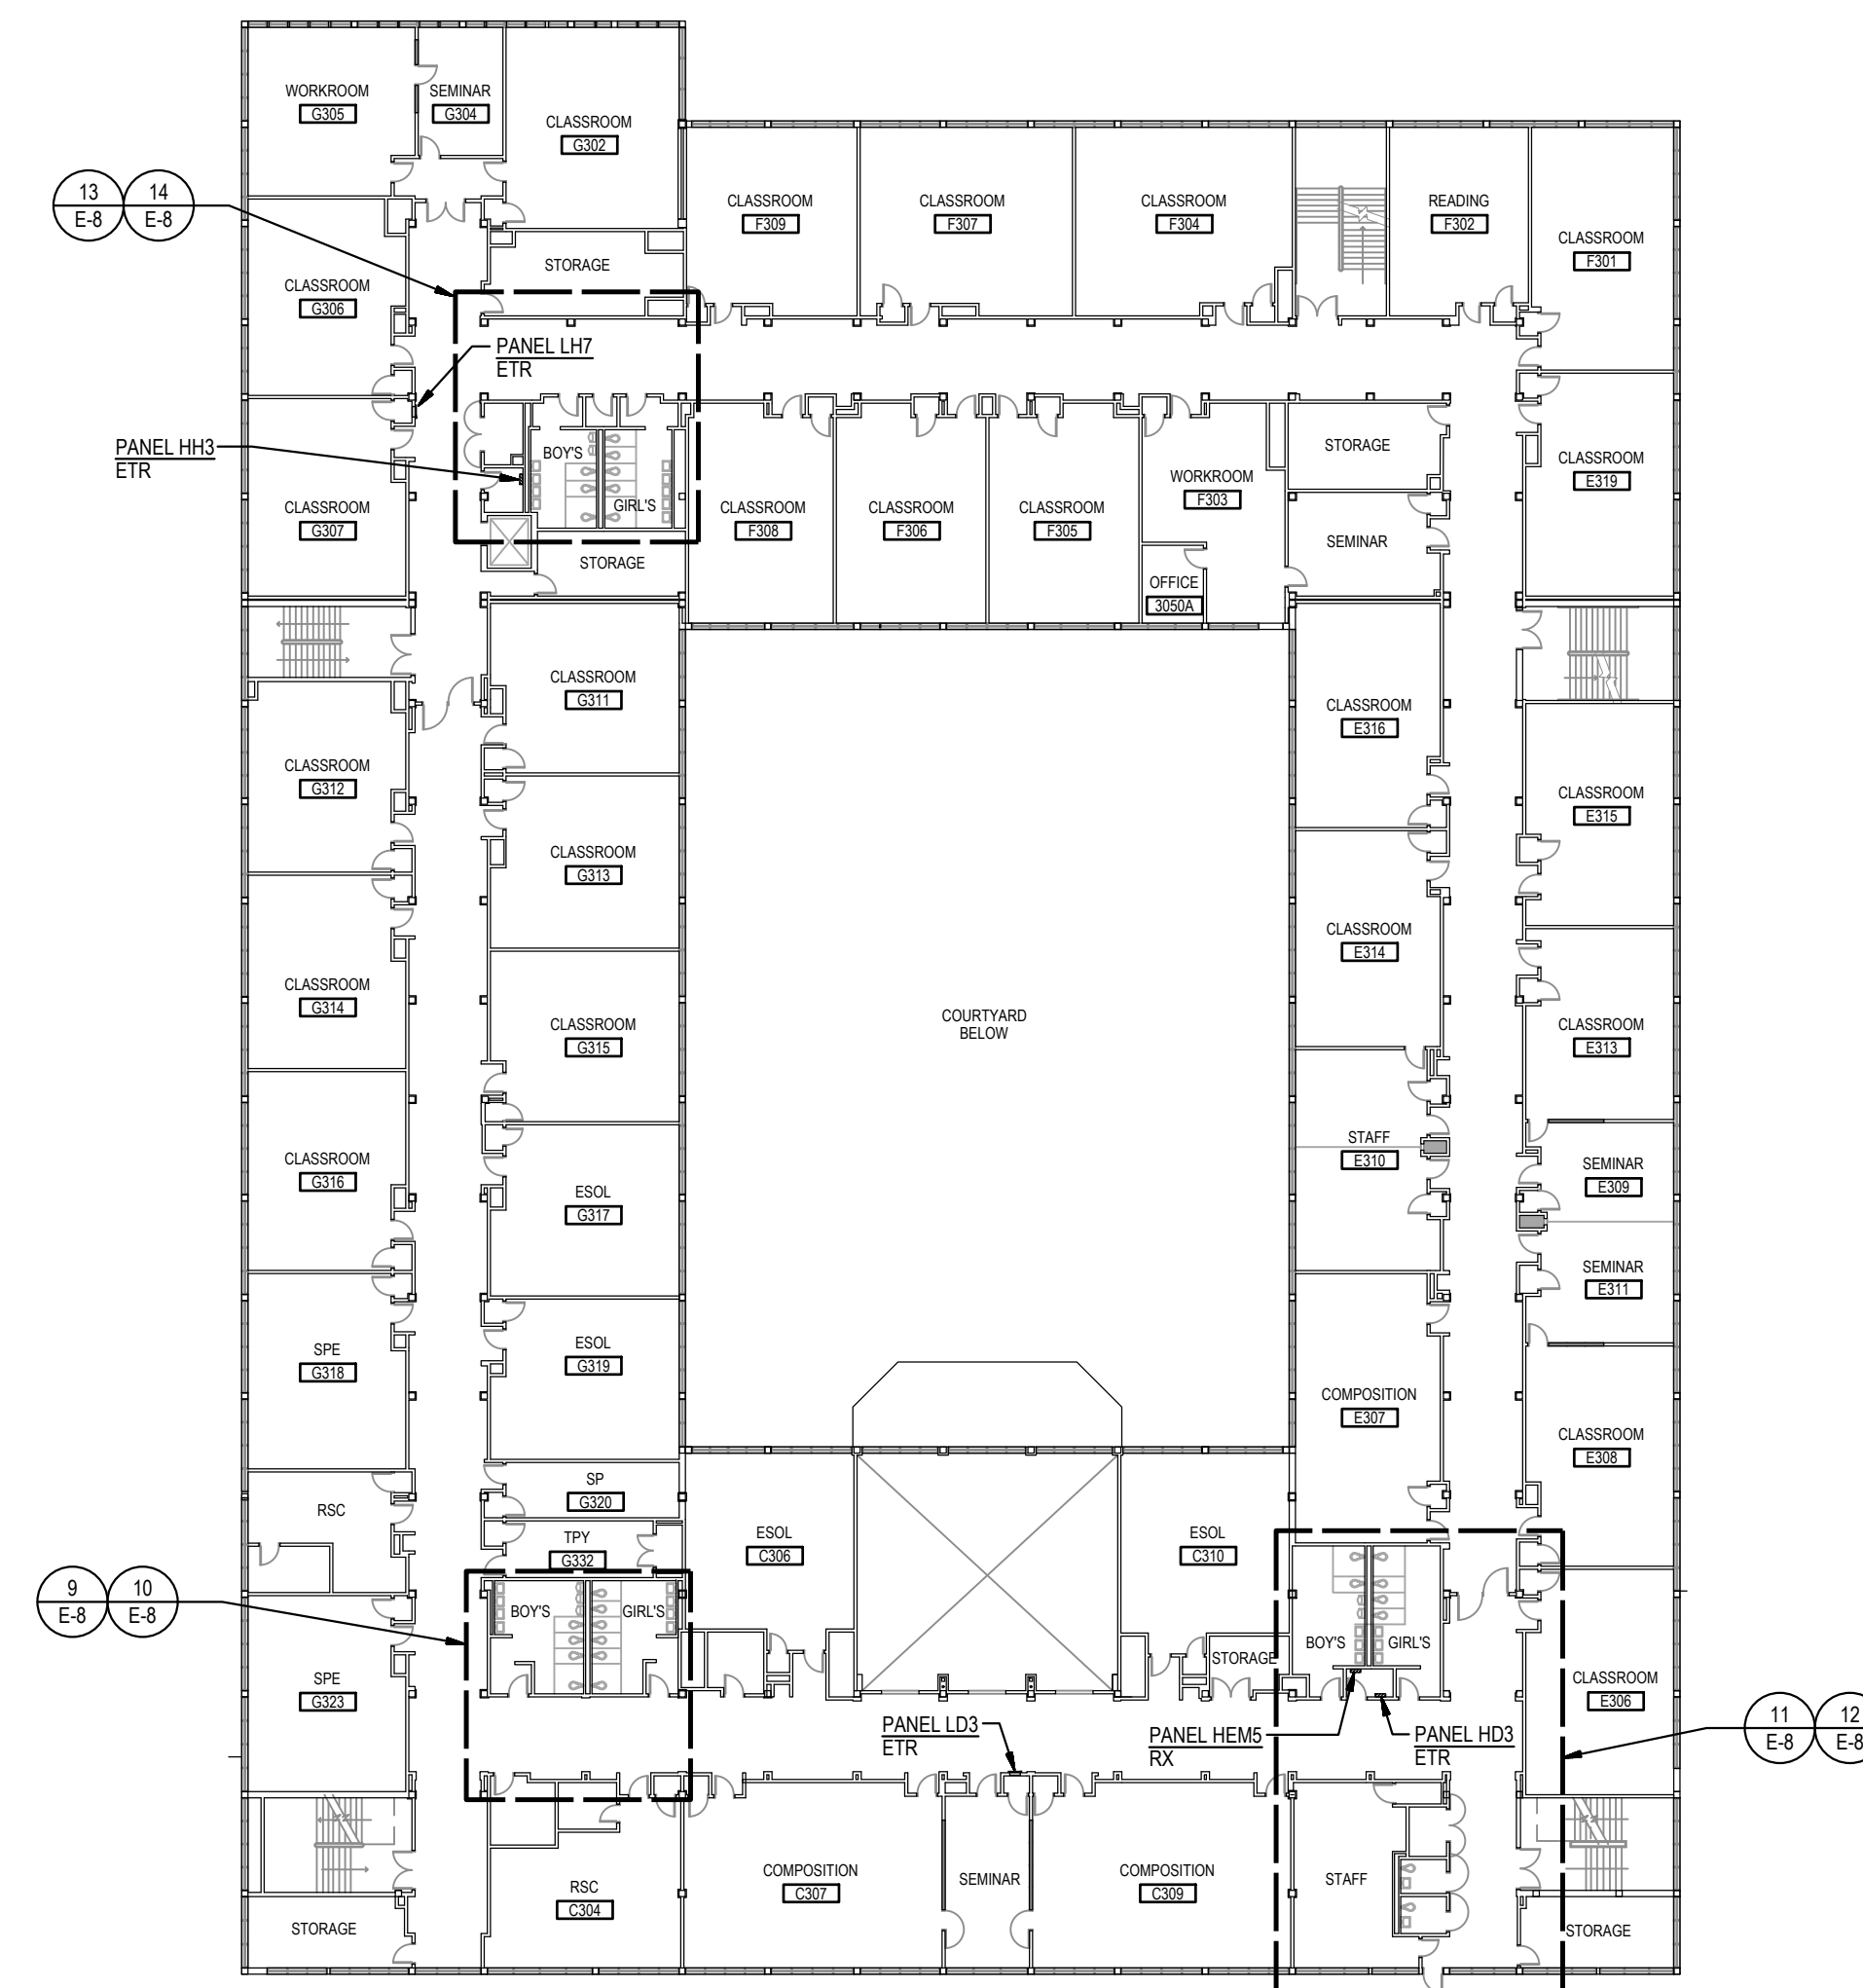 WORKROOM
G305
SEMINAR
G304
CLASSROOM
G302
13
E-8
14
E-8
CLASSROOM
F309
CLASSROOM
F307
CLASSROOM
F304
READING
F302
CLASSROOM
F301
STORAGE
CLASSROOM
G306
PANEL LH7
ETR
PANEL HH3
ETR
BOY'S
GIRL'S
CLASSROOM
G307
STORAGE
CLASSROOM
F308
CLASSROOM
F306
CLASSROOM
F305
WORKROOM
F303
OFFICE
3050A
STORAGE
SEMINAR
CLASSROOM
E319
CLASSROOM
G311
CLASSROOM
E316
CLASSROOM
G312
CLASSROOM
E315
CLASSROOM
G313
CLASSROOM
E314
CLASSROOM
G314
CLASSROOM
G315
COURTYARD
BELOW
CLASSROOM
E313
CLASSROOM
G316
STAFF
E310
SEMINAR
E309
ESOL
G317
SEMINAR
E311
SPE
G318
ESOL
G319
COMPOSITION
E307
CLASSROOM
E308
SP
G320
RSC
TPY
G332
ESOL
C306
ESOL
C310
9
E-8
10
E-8
BOY'S
GIRL'S
BOY'S
GIRL'S
STORAGE
SPE
G323
CLASSROOM
E306
PANEL LD3
ETR
PANEL HEM5
RX
PANEL HD3
ETR
11
E-8
12
E-8
RSC
C304
COMPOSITION
C307
SEMINAR
COMPOSITION
C309
STAFF
STORAGE
STORAGE